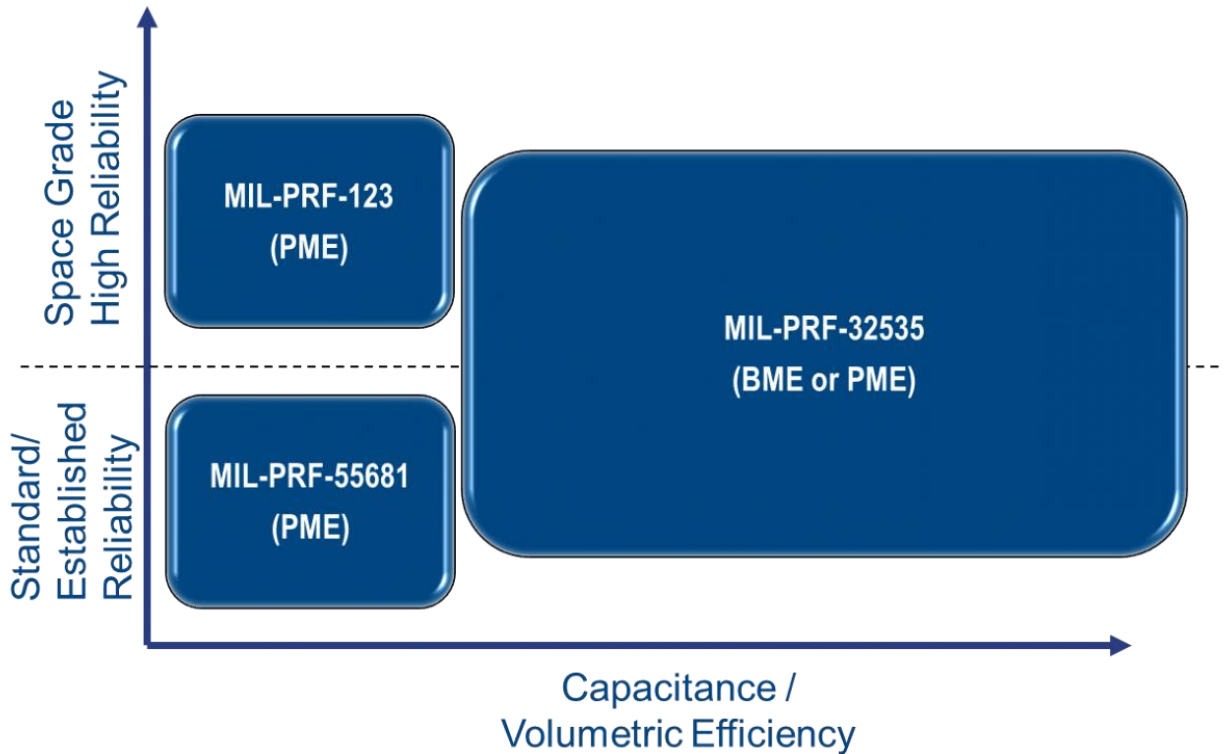 Space Grade
High Reliability
Standard/
Established
Reliability
MIL-PRF-123
(PME)
MIL-PRF-55681
(PME)
MIL-PRF-32535
(BME or PME)
Capacitance /
Volumetric Efficiency